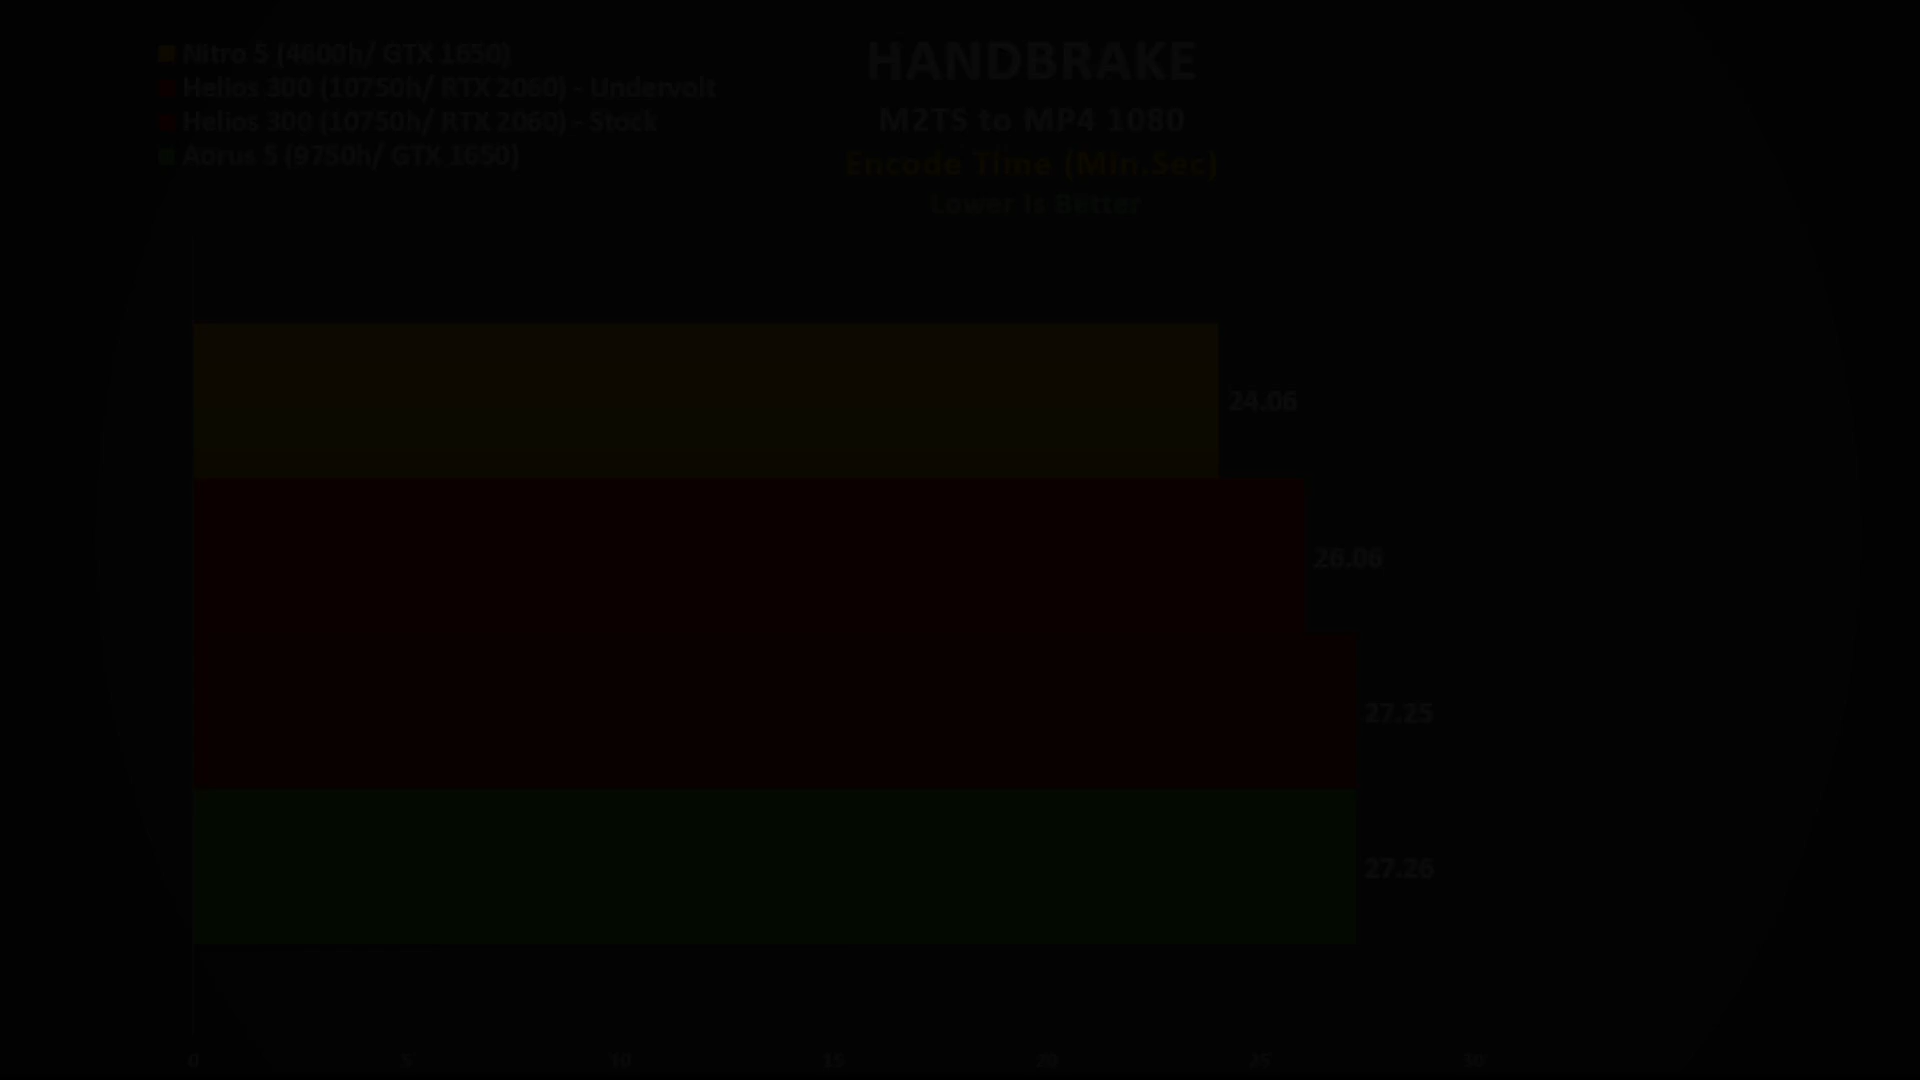 Nitro 5 (4600h/ GTX 1650)
Helios 300 (10750h/ RTX 2060) - Undervolt
Helios 300 (10750h/ RTX 2060) - Stock
Aorus 5 (9750h/ GTX 1650)
HANDBRAKE
M2TS to MP4 1080
Encode Time (Min.Sec)
Lower Is BEtter
24.06
26.06
27.25
27.26
0 5 10 15 20 25 30